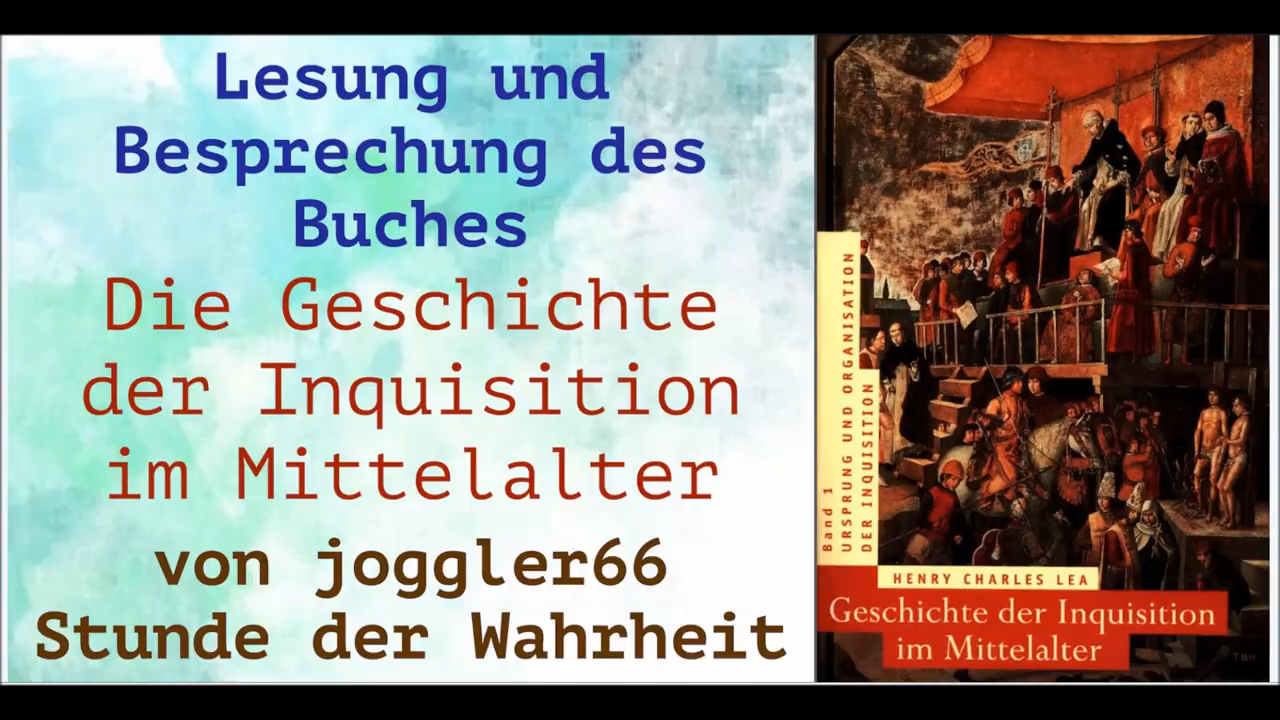 Lesung und
Besprechung des
Buches
Die Geschichte
der Inquisition
im Mittelalter
von joggler66
Stunde der Wahrheit
Band 1
URSPRUNG UND ORGANISATION
DER INQUISITION
HENRY CHARLES LEA
Geschichte der Inquisition
im Mittelalter